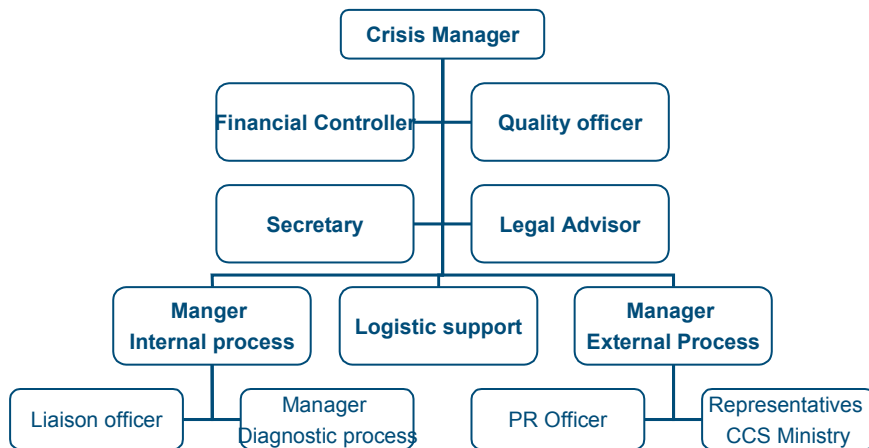 Crisis Manager
Financial Controller
Quality officer
Secretary
Legal Advisor
Manger
Internal process
Logistic support
Manager
External Process
Liaison officer
Manager
Diagnostic process
PR Officer
Representatives
CCS Ministry